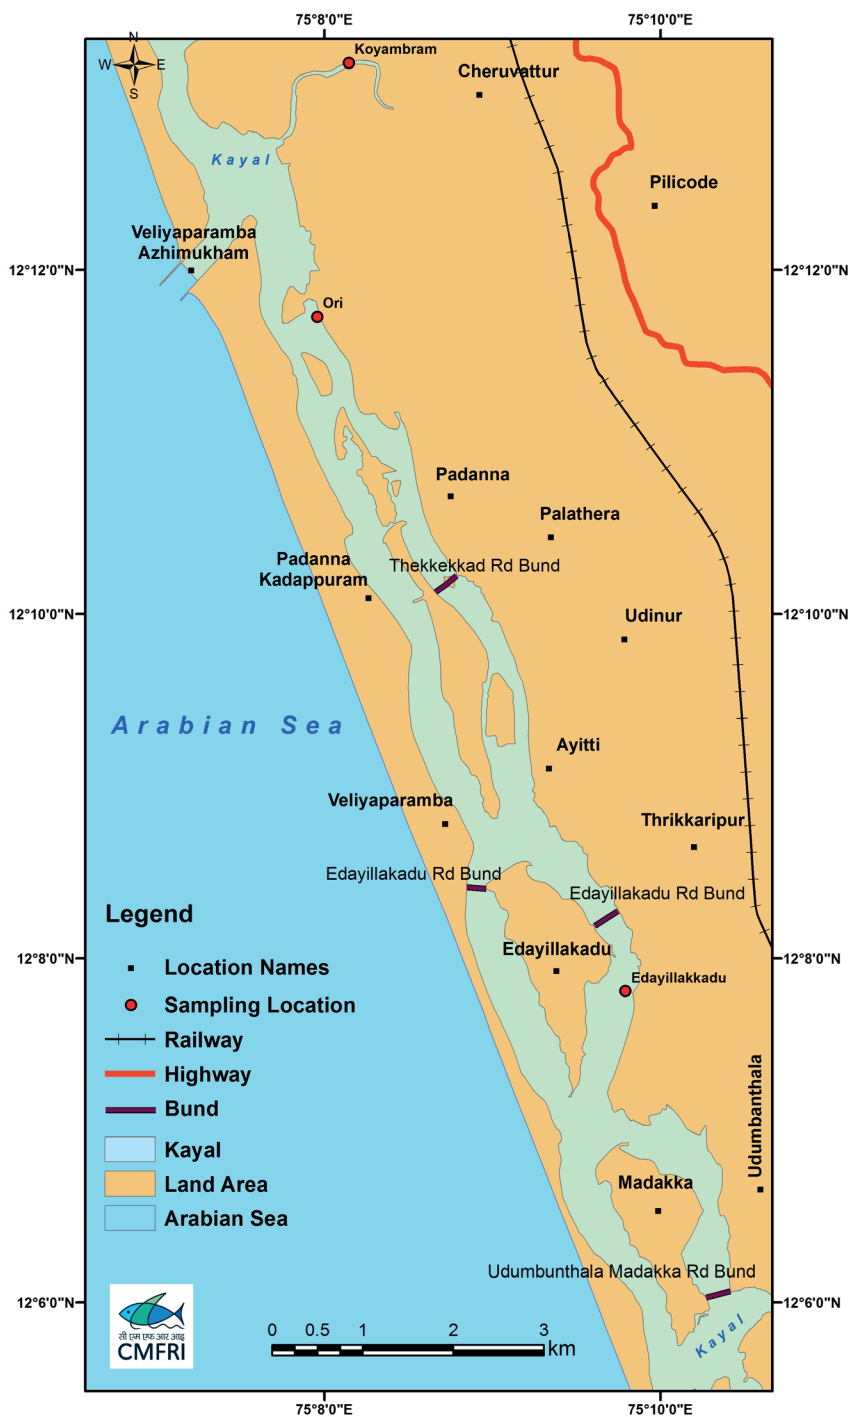 75°8'0"E
75°10'0"E
N
W
E
S
Koyambram
Cheruvattur
Kayal
Pilicode
Veliyaparamba
Azhimukham
12°12'0"N
12°12'0"N
Ori
Padanna
Palathera
Padanna
Kadappuram
Thekkekkad Rd Bund
12°10'0"N
12°10'0"N
Udinur
Arabian Sea
Ayitti
Veliyaparamba
Thrikkaripur
Edayillakadu Rd Bund
Edayillakadu Rd Bund
Edayillakadu
12°8'0"N
12°8'0"N
Edayillakkadu
Legend
Location Names
Sampling Location
Railway
Highway
Bund
Kayal
Land Area
Arabian Sea
Udumbanthala
Madakka
Udumbunthala Madakka Rd Bund
12°6'0"N
12°6'0"N
Kayal
सी एम एफ आर आइ
CMFRI
0 0.5 1 2 3
km
75°8'0"E
75°10'0"E